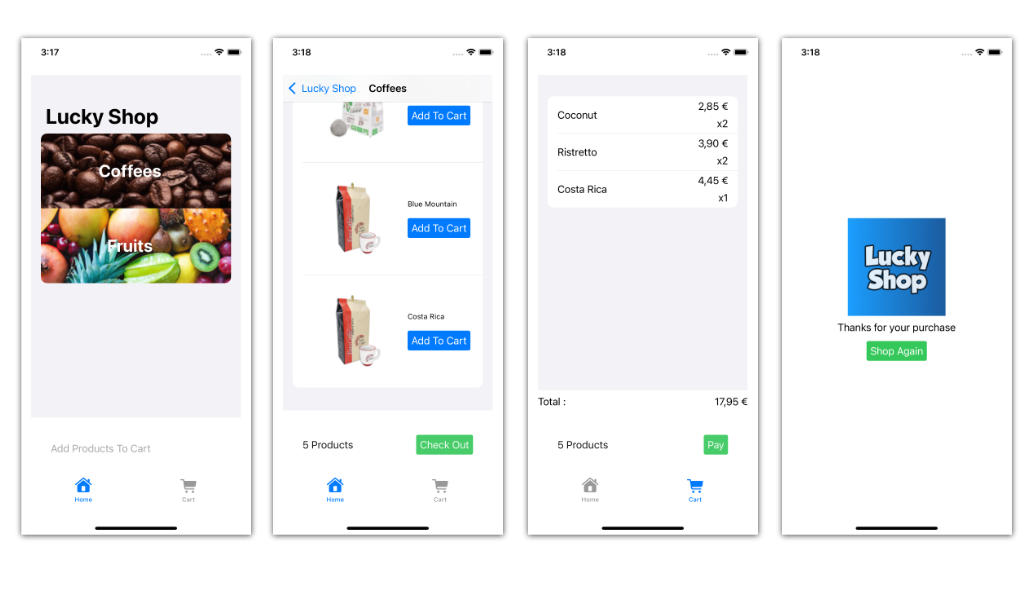 3:17
Lucky Shop
Coffees
Fruits
Add Products To Cart
Home
Cart
3:18
Lucky Shop
Coffees
Add To Cart
Blue Mountain
Add To Cart
Costa Rica
Add To Cart
5 Products
Check Out
Home
Cart
3:18
Coconut
2,85 €
x2
Ristretto
3,90 €
x2
Costa Rica
4,45 €
x1
Total :
17,95 €
5 Products
Pay
Home
Cart
3:18
Lucky
Shop
Thanks for your purchase
Shop Again